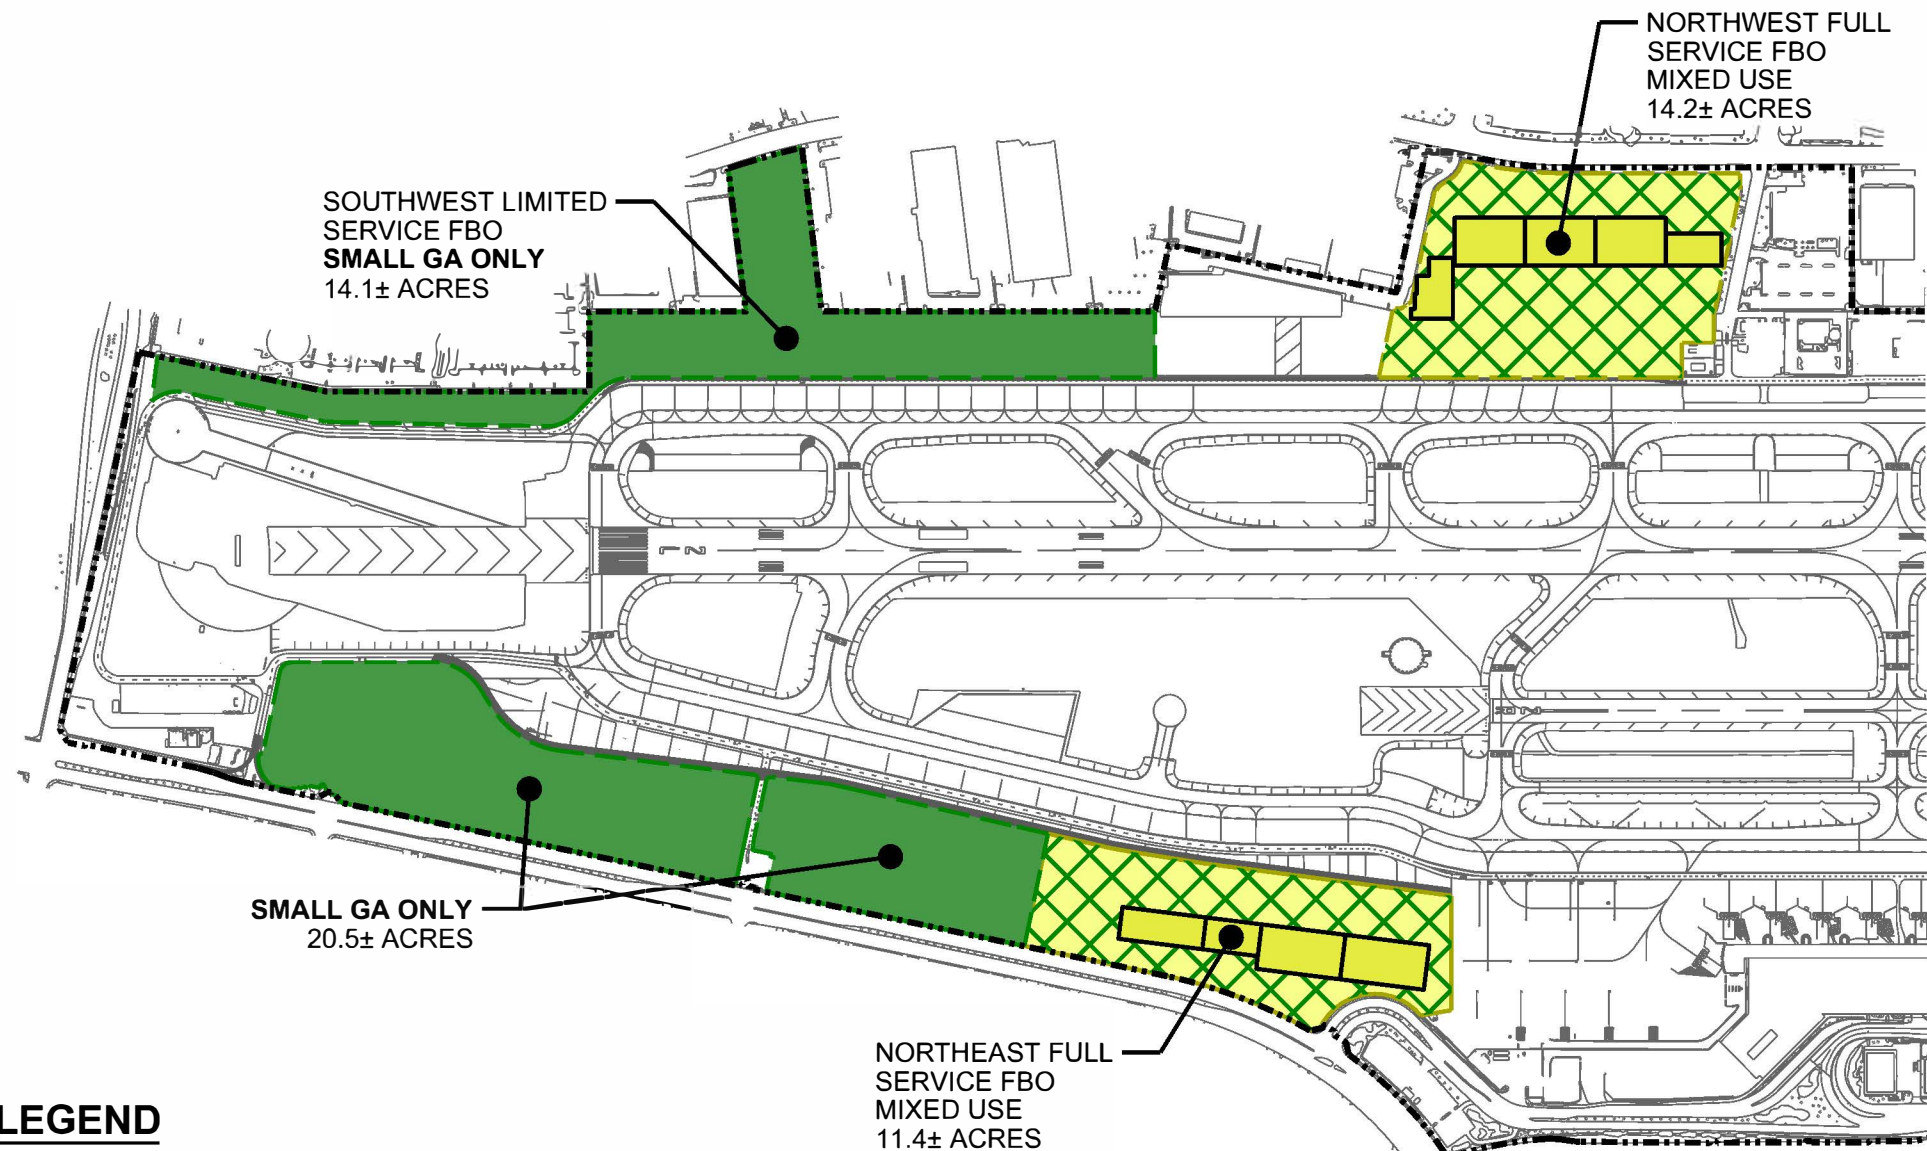 NORTHWEST FULL
SERVICE FBO
MIXED USE
14.2± ACRES
SOUTHWEST LIMITED
SERVICE FBO
SMALL GA ONLY
14.1± ACRES
2L
SMALL GA ONLY
20.5± ACRES
NORTHEAST FULL
SERVICE FBO
MIXED USE
11.4± ACRES
LEGEND